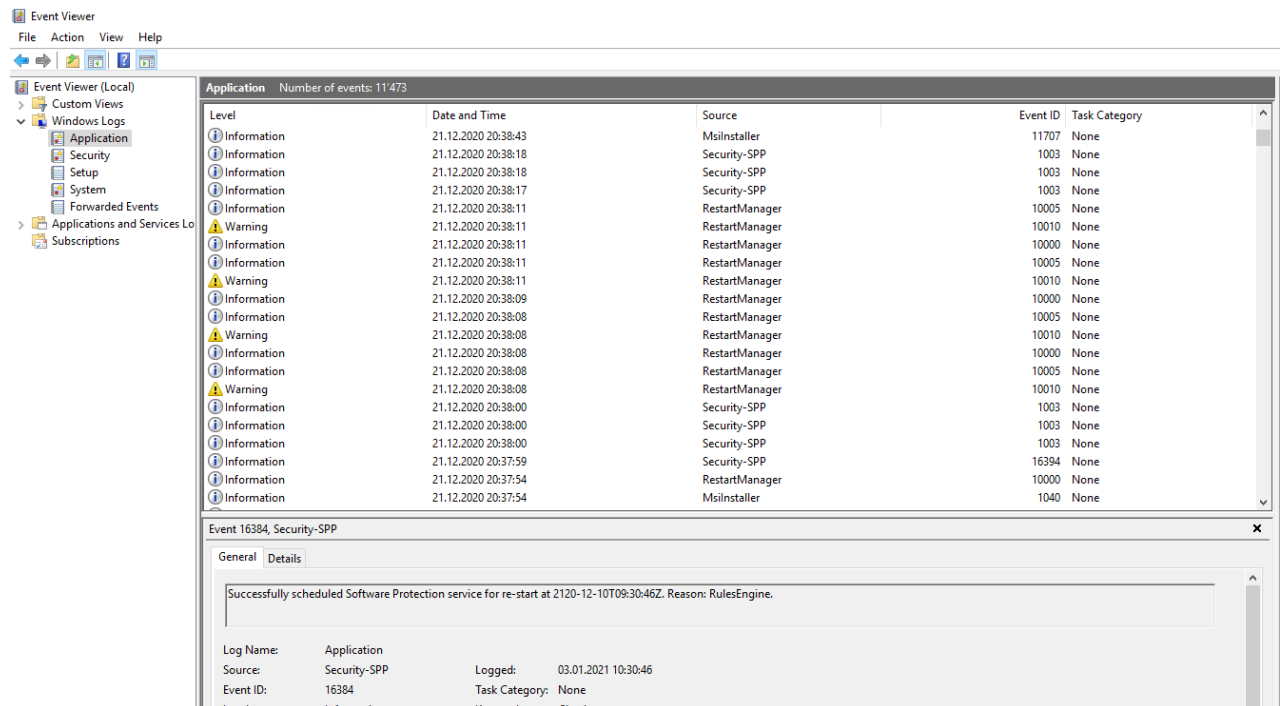 Event Viewer
File Action View Help
Event Viewer (Local)
Custom Views
Windows Logs
Application
Security
Setup
System
Forwarded Events
Applications and Services Lo
Subscriptions
Application Number of events: 11'473
Level Date and Time Source Event ID Task Category
Information 21.12.2020 20:38:43 MsiInstaller 11707 None
Information 21.12.2020 20:38:18 Security-SPP 1003 None
Information 21.12.2020 20:38:18 Security-SPP 1003 None
Information 21.12.2020 20:38:17 Security-SPP 1003 None
Information 21.12.2020 20:38:11 RestartManager 10005 None
Warning 21.12.2020 20:38:11 RestartManager 10010 None
Information 21.12.2020 20:38:11 RestartManager 10000 None
Information 21.12.2020 20:38:11 RestartManager 10005 None
Warning 21.12.2020 20:38:11 RestartManager 10010 None
Information 21.12.2020 20:38:09 RestartManager 10000 None
Information 21.12.2020 20:38:08 RestartManager 10005 None
Warning 21.12.2020 20:38:08 RestartManager 10010 None
Information 21.12.2020 20:38:08 RestartManager 10000 None
Information 21.12.2020 20:38:08 RestartManager 10005 None
Warning 21.12.2020 20:38:08 RestartManager 10010 None
Information 21.12.2020 20:38:00 Security-SPP 1003 None
Information 21.12.2020 20:38:00 Security-SPP 1003 None
Information 21.12.2020 20:38:00 Security-SPP 1003 None
Information 21.12.2020 20:37:59 Security-SPP 16394 None
Information 21.12.2020 20:37:54 RestartManager 10000 None
Information 21.12.2020 20:37:54 MsiInstaller 1040 None
Event 16384, Security-SPP
General Details
Successfully scheduled Software Protection service for re-start at 2120-12-10T09:30:46Z. Reason: RulesEngine.
Log Name: Application
Source: Security-SPP Logged: 03.01.2021 10:30:46
Event ID: 16384 Task Category: None